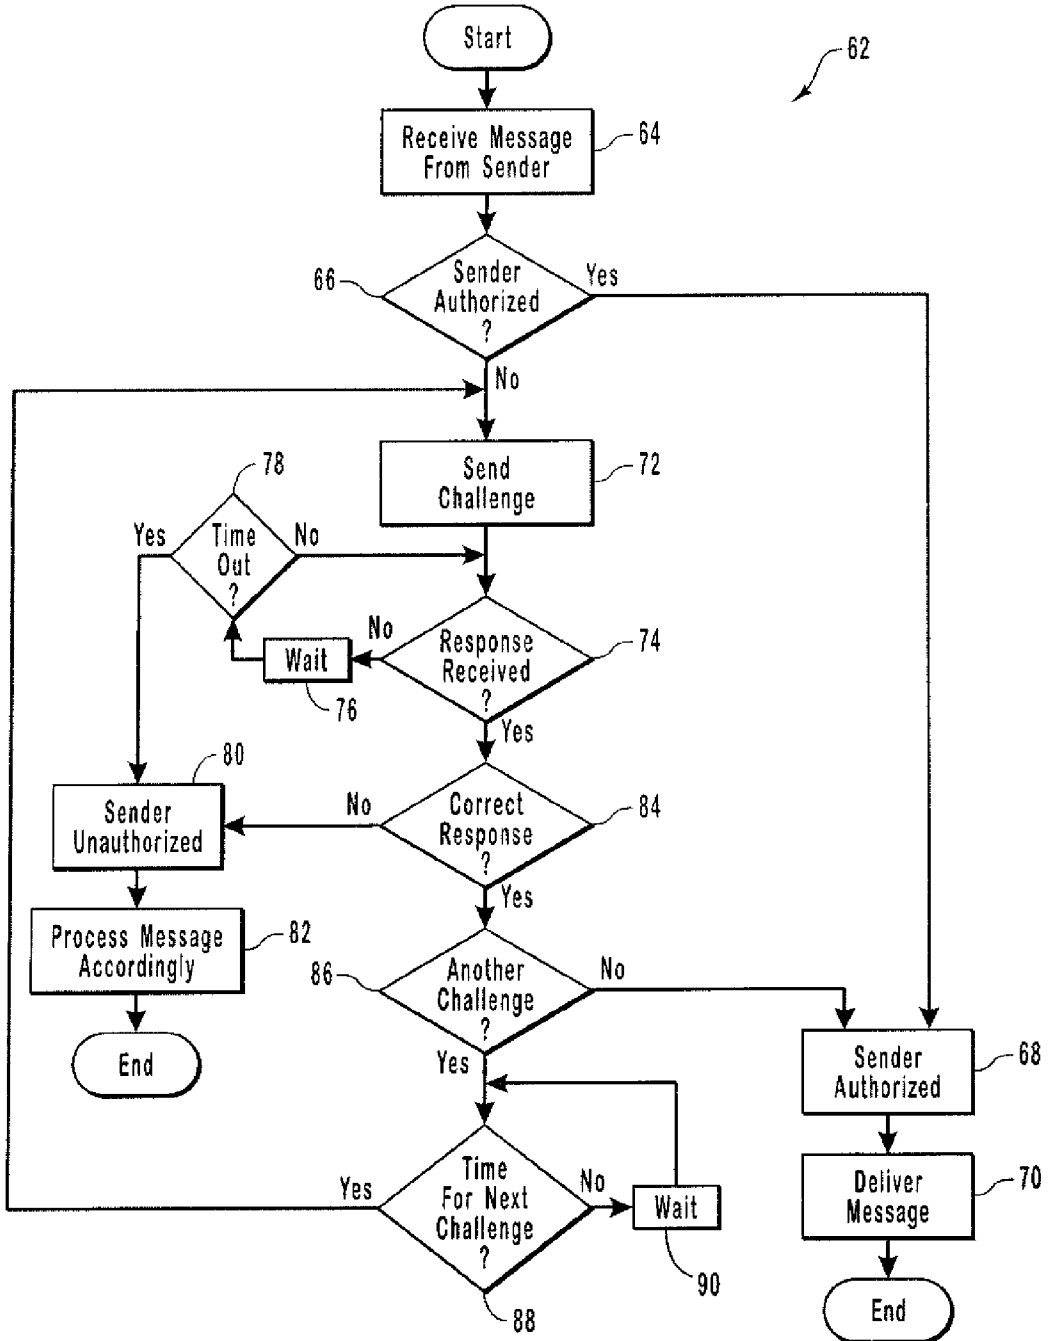 Start
62
Receive Message
From Sender
64
66
Sender
Authorized
?
Yes
No
72
Send
Challenge
78
Yes
Time
Out
?
No
No
Response
Received
?
74
Wait
76
Yes
80
Sender
Unauthorized
No
Correct
Response
?
84
Yes
Process Message
Accordingly
82
86
Another
Challenge
?
No
End
Yes
Sender
Authorized
68
Yes
Time
For Next
Challenge
?
No
Wait
90
88
Deliver
Message
70
End